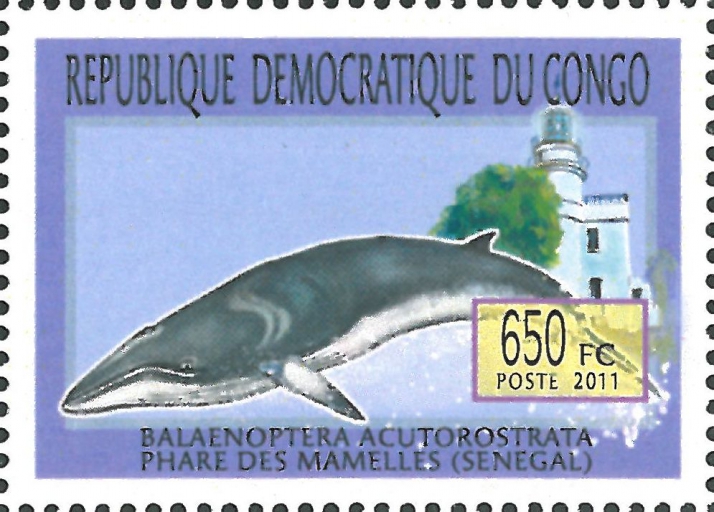 REPUBLIQUE DEMOCRATIQUE DU CONGO
650 FC
POSTE 2011
BALAENOPTERA ACUTOROSTRATA
PHARE DES MAMELLES (SENEGAL)